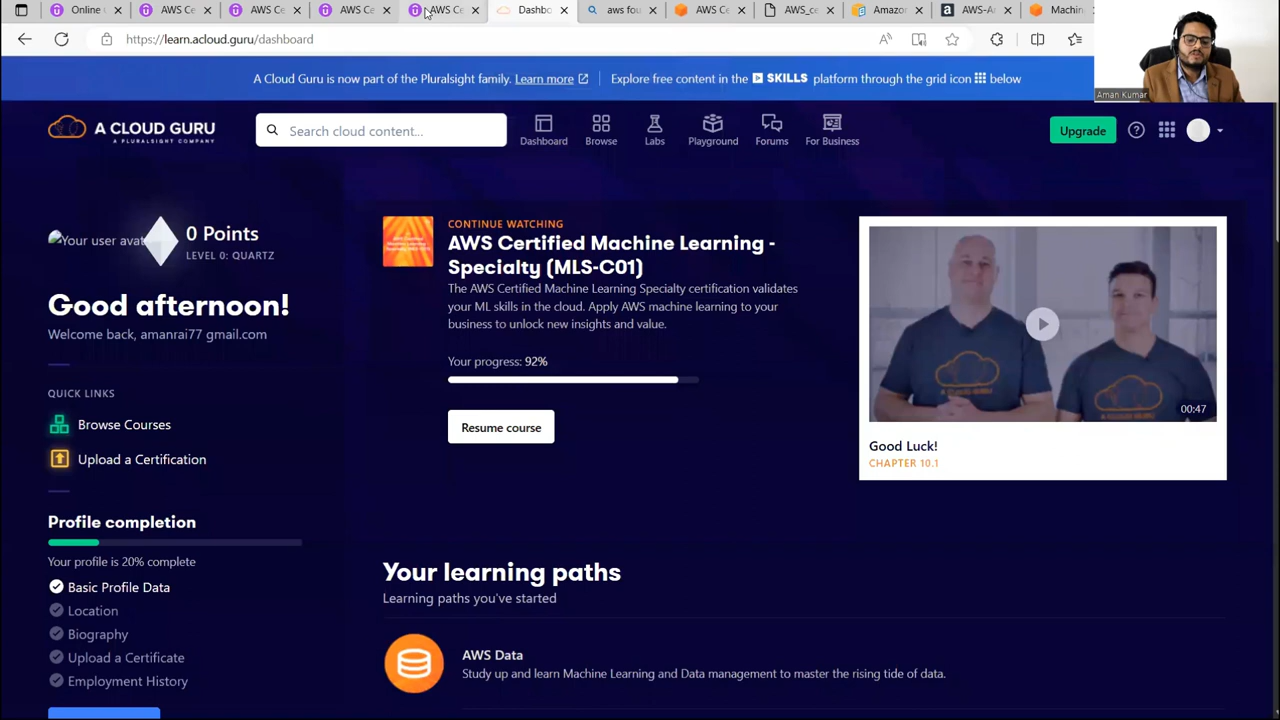 Online
AWS Ce
AWS Ce
AWS Ce
AWS Ce
Dashbo
aws fou
AWS Ce
AWS_ce
Amazon
AWS-A
Machin
https://learn.acloud.guru/dashboard
Aman Kumar
A Cloud Guru is now part of the Pluralsight family. Learn more
Explore free content in the SKILLS platform through the grid icon below
A CLOUD GURU
A PLURALSIGHT COMPANY
Search cloud content...
Dashboard
Browse
Labs
Playground
Forums
For Business
Upgrade
Your user avat
0 Points
LEVEL 0: QUARTZ
Good afternoon!
Welcome back, amanrai77 gmail.com
QUICK LINKS
Browse Courses
Upload a Certification
Profile completion
Your profile is 20% complete
Basic Profile Data
Location
Biography
Upload a Certificate
Employment History
CONTINUE WATCHING
AWS Certified Machine Learning -
Specialty (MLS-C01)
The AWS Certified Machine Learning Specialty certification validates
your ML skills in the cloud. Apply AWS machine learning to your
business to unlock new insights and value.
Your progress: 92%
Resume course
00:47
Good Luck!
CHAPTER 10.1
Your learning paths
Learning paths you've started
AWS Data
Study up and learn Machine Learning and Data management to master the rising tide of data.